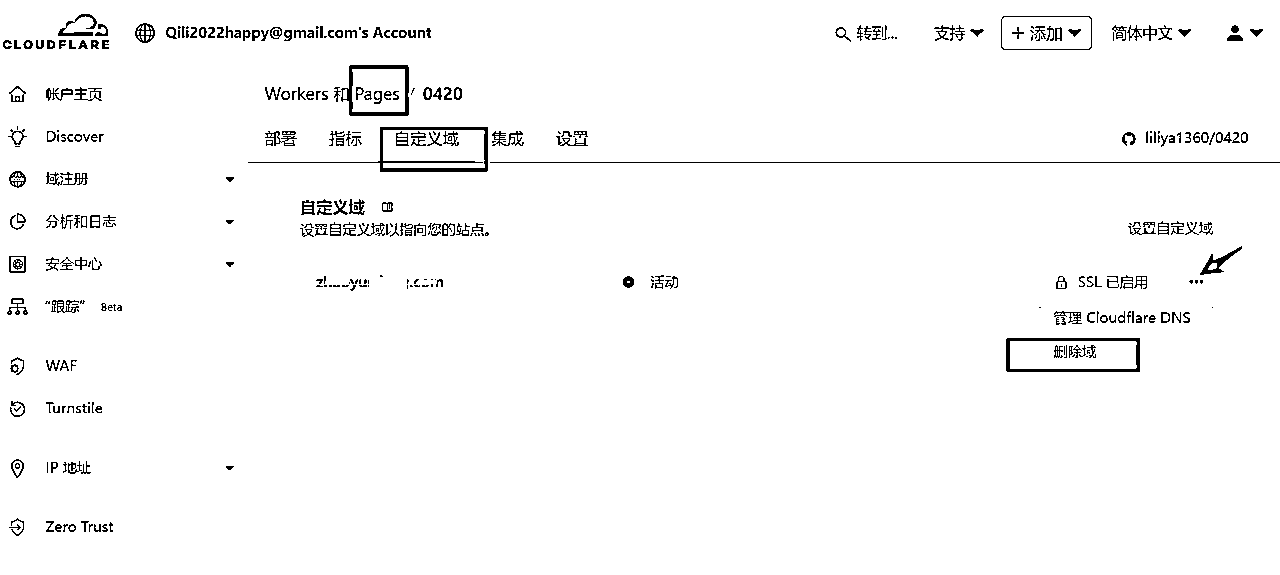 CLOUDFLARE
Qili2022happy@gmail.com's Account
转到...
支持
+ 添加
简体中文
帐户主页
Discover
域注册
分析和日志
安全中心
“跟踪” Beta
WAF
Turnstile
IP 地址
Zero Trust
Workers 和 Pages / 0420
部署 指标 自定义域 集成 设置
liliya1360/0420
自定义域
设置自定义域以指向您的站点。
设置自定义域
.com
活动
SSL 已启用
...
管理 Cloudflare DNS
删除域